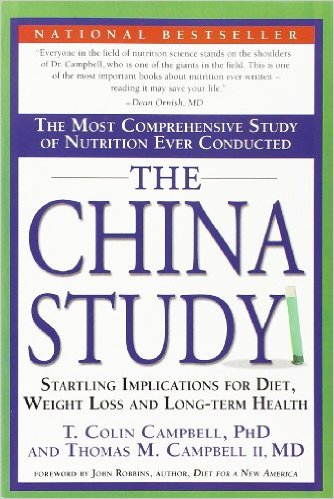 NATIONAL BESTSELLER
"Everyone in the field of nutrition science stands on the shoulders
of Dr. Campbell, who is one of the giants in the field. This is one
of the most important books about nutrition ever written –
reading it may save your life."
—Dean Ornish, MD
THE MOST COMPREHENSIVE STUDY
OF NUTRITION EVER CONDUCTED
THE
CHINA
STUDY
STARTLING IMPLICATIONS FOR DIET,
WEIGHT LOSS AND LONG-TERM HEALTH
T. COLIN CAMPBELL, PHD
AND THOMAS M. CAMPBELL II, MD
FOREWORD BY JOHN ROBBINS, AUTHOR, DIET FOR A NEW AMERICA